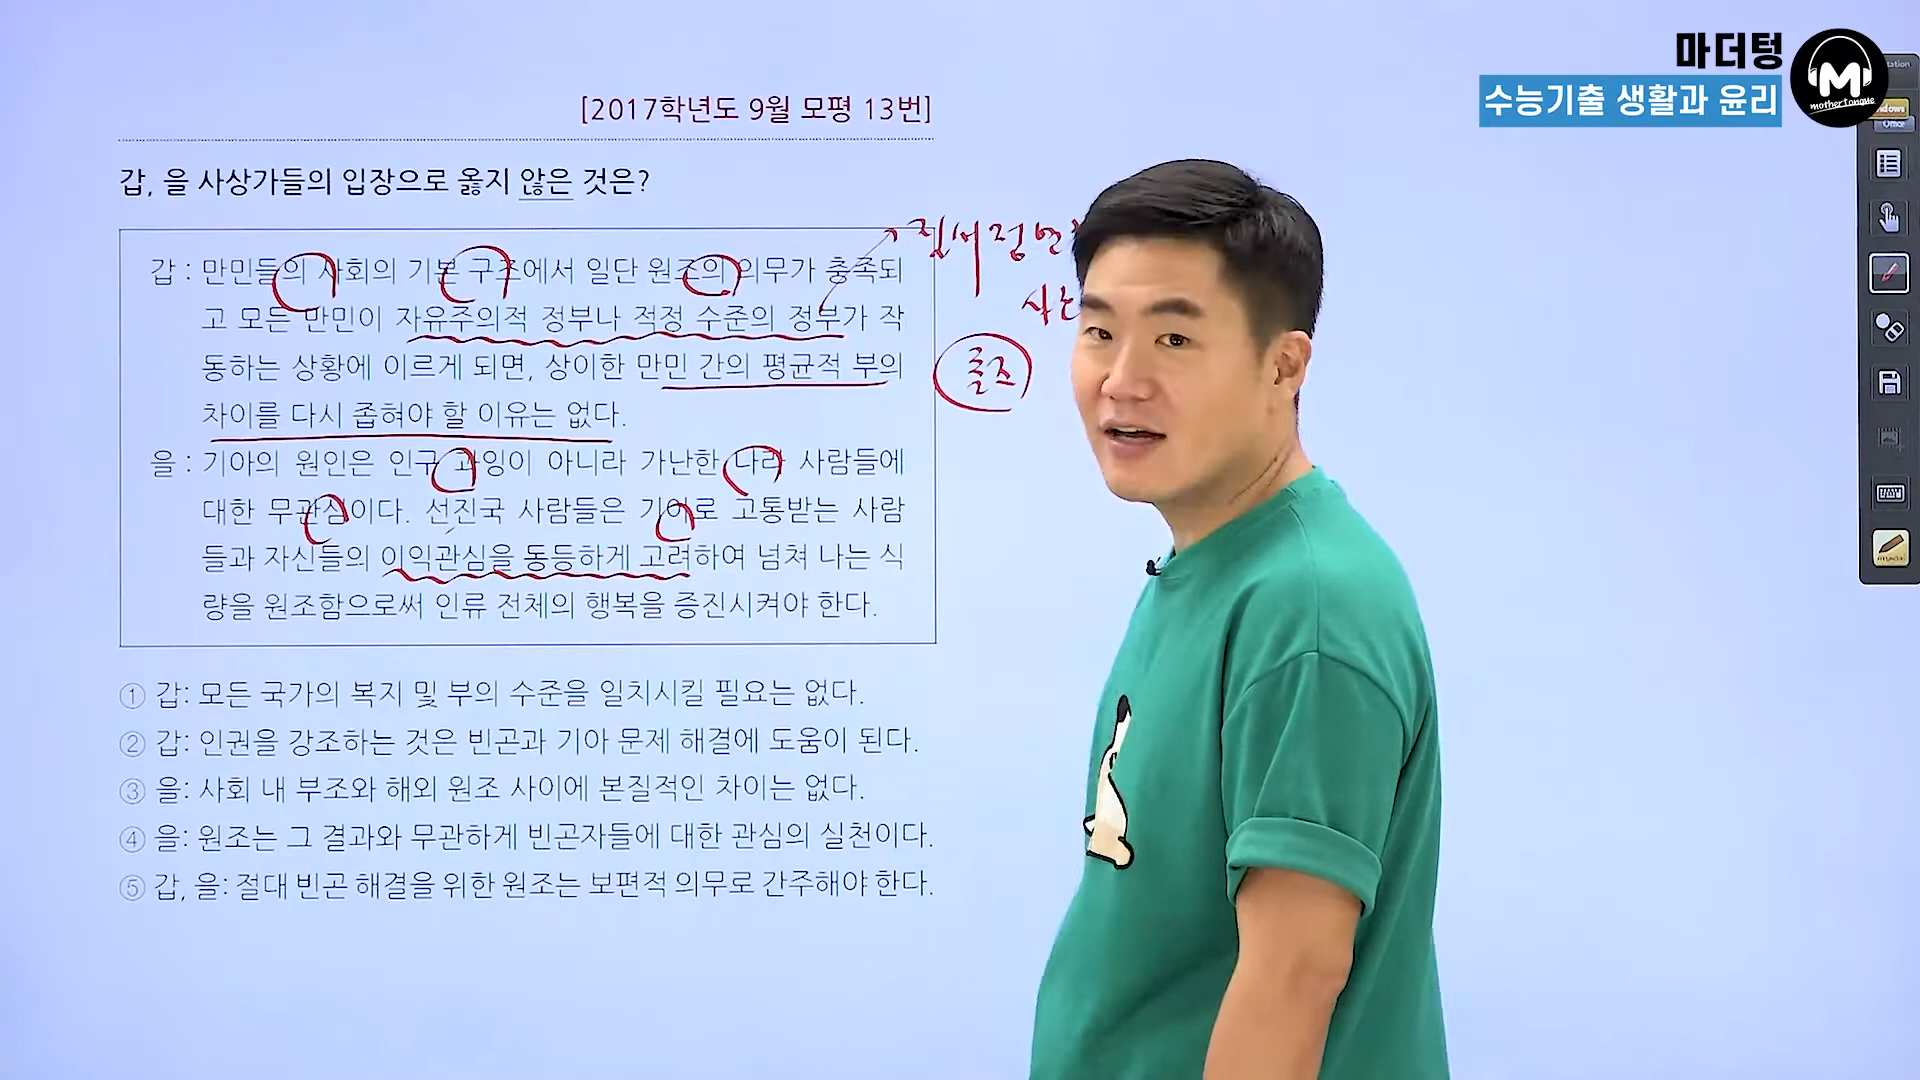 마더텅
수능기출 생활과 윤리
M
mothertongue
[2017학년도 9월 모평 13번]
갑, 을 사상가들의 입장으로 옳지 않은 것은?
갑 : 만민들의 사회의 기본 구조에서 일단 원조의 의무가 충족되
고 모든 만민이 자유주의적 정부나 적정 수준의 정부가 작
동하는 상황에 이르게 되면, 상이한 만민 간의 평균적 부의
차이를 다시 좁혀야 할 이유는 없다.
을 : 기아의 원인은 인구 과잉이 아니라 가난한 나라 사람들에
대한 무관심이다. 선진국 사람들은 기아로 고통받는 사람
들과 자신들의 이익관심을 동등하게 고려하여 넘쳐 나는 식
량을 원조함으로써 인류 전체의 행복을 증진시켜야 한다.
질서정연
사회
롤즈
① 갑: 모든 국가의 복지 및 부의 수준을 일치시킬 필요는 없다.
② 갑: 인권을 강조하는 것은 빈곤과 기아 문제 해결에 도움이 된다.
③ 을: 사회 내 부조와 해외 원조 사이에 본질적인 차이는 없다.
④ 을: 원조는 그 결과와 무관하게 빈곤자들에 대한 관심의 실천이다.
⑤ 갑, 을: 절대 빈곤 해결을 위한 원조는 보편적 의무로 간주해야 한다.